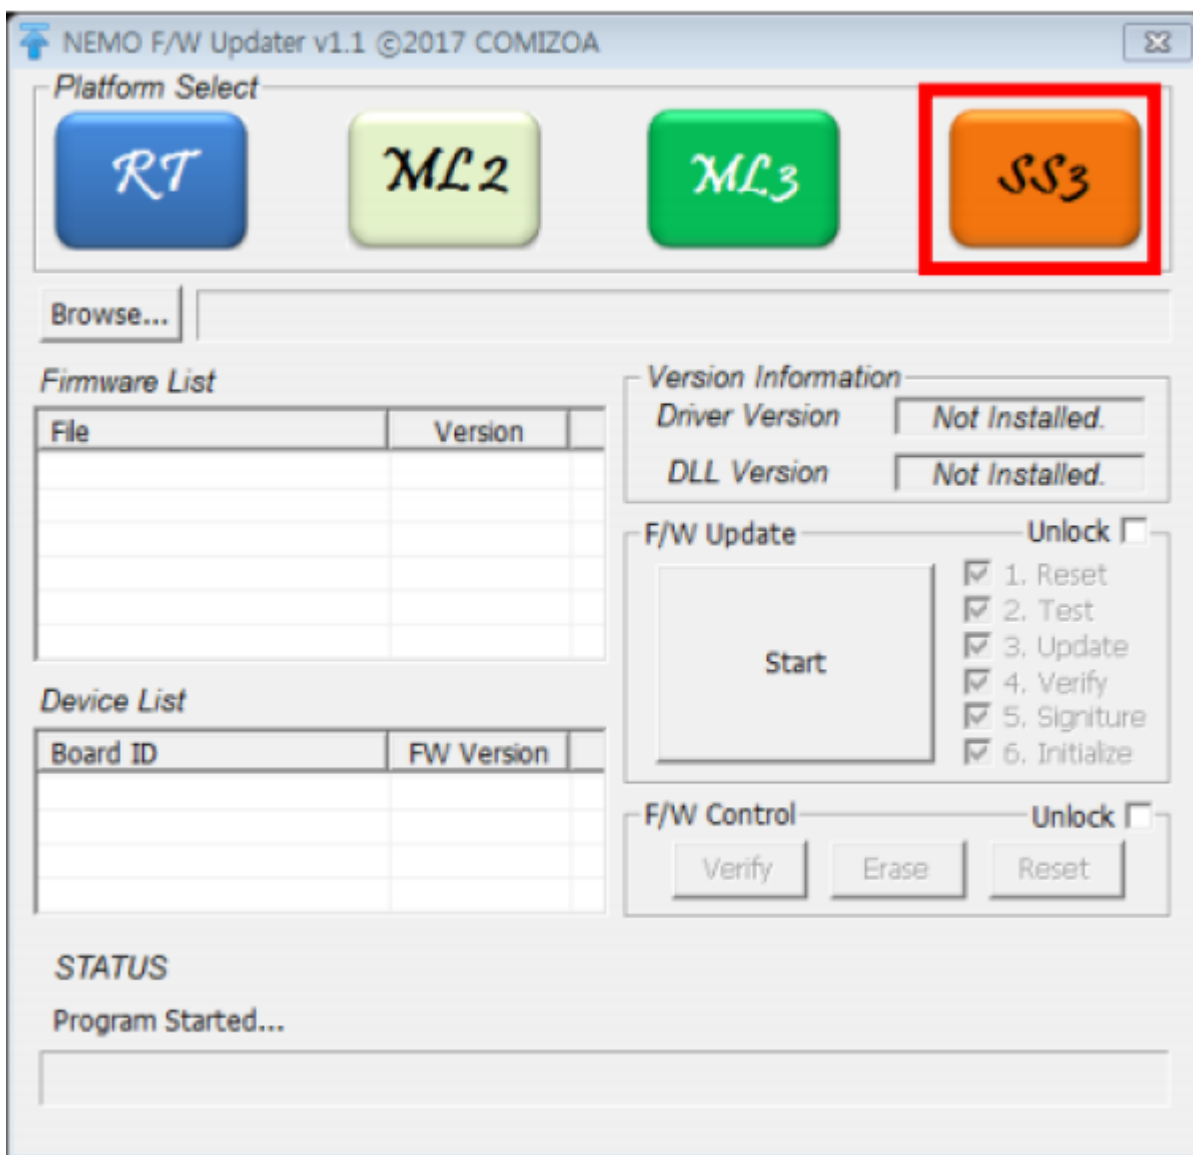 NEMO F/W Updater v1.1 ©2017 COMIZOA
Platform Select
RT
ML2
ML3
SS3
Browse...
Firmware List
File Version
Version Information
Driver Version Not Installed.
DLL Version Not Installed.
F/W Update Unlock
Start
1. Reset
2. Test
3. Update
4. Verify
5. Signiture
6. Initialize
Device List
Board ID FW Version
F/W Control Unlock
Verify Erase Reset
STATUS
Program Started...